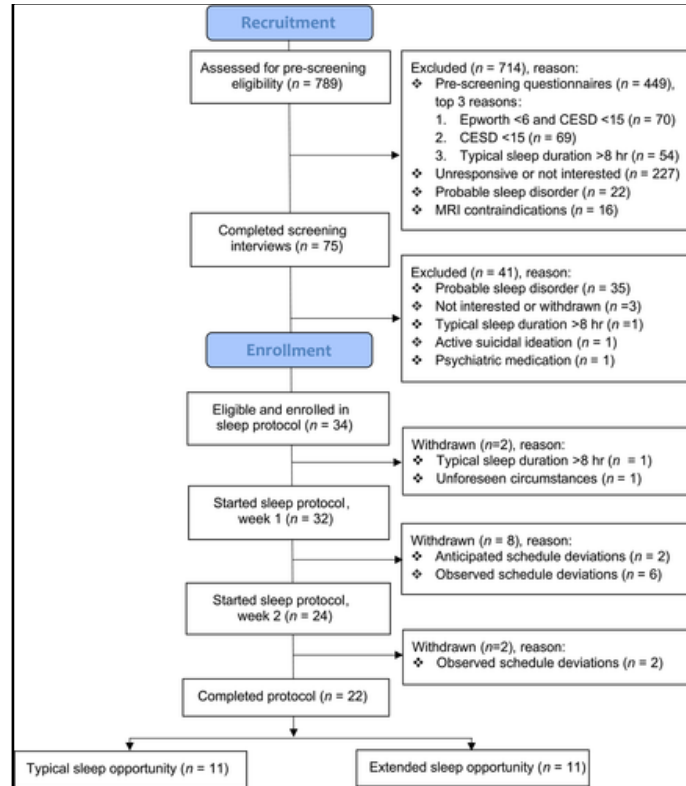 Recruitment
Assessed for pre-screening
eligibility (n = 789)
Excluded (n = 714), reason:
❖ Pre-screening questionnaires (n = 449),
top 3 reasons:
1. Epworth <6 and CESD <15 (n = 70)
2. CESD <15 (n = 69)
3. Typical sleep duration >8 hr (n = 54)
❖ Unresponsive or not interested (n = 227)
❖ Probable sleep disorder (n = 22)
❖ MRI contraindications (n = 16)
Completed screening
interviews (n = 75)
Excluded (n = 41), reason:
❖ Probable sleep disorder (n = 35)
❖ Not interested or withdrawn (n =3)
❖ Typical sleep duration >8 hr (n =1)
❖ Active suicidal ideation (n = 1)
❖ Psychiatric medication (n = 1)
Enrollment
Eligible and enrolled in
sleep protocol (n = 34)
Withdrawn (n=2), reason:
❖ Typical sleep duration >8 hr (n = 1)
❖ Unforeseen circumstances (n = 1)
Started sleep protocol,
week 1 (n = 32)
Withdrawn (n = 8), reason:
❖ Anticipated schedule deviations (n = 2)
❖ Observed schedule deviations (n = 6)
Started sleep protocol,
week 2 (n = 24)
Withdrawn (n=2), reason:
❖ Observed schedule deviations (n = 2)
Completed protocol (n = 22)
Typical sleep opportunity (n = 11)
Extended sleep opportunity (n = 11)